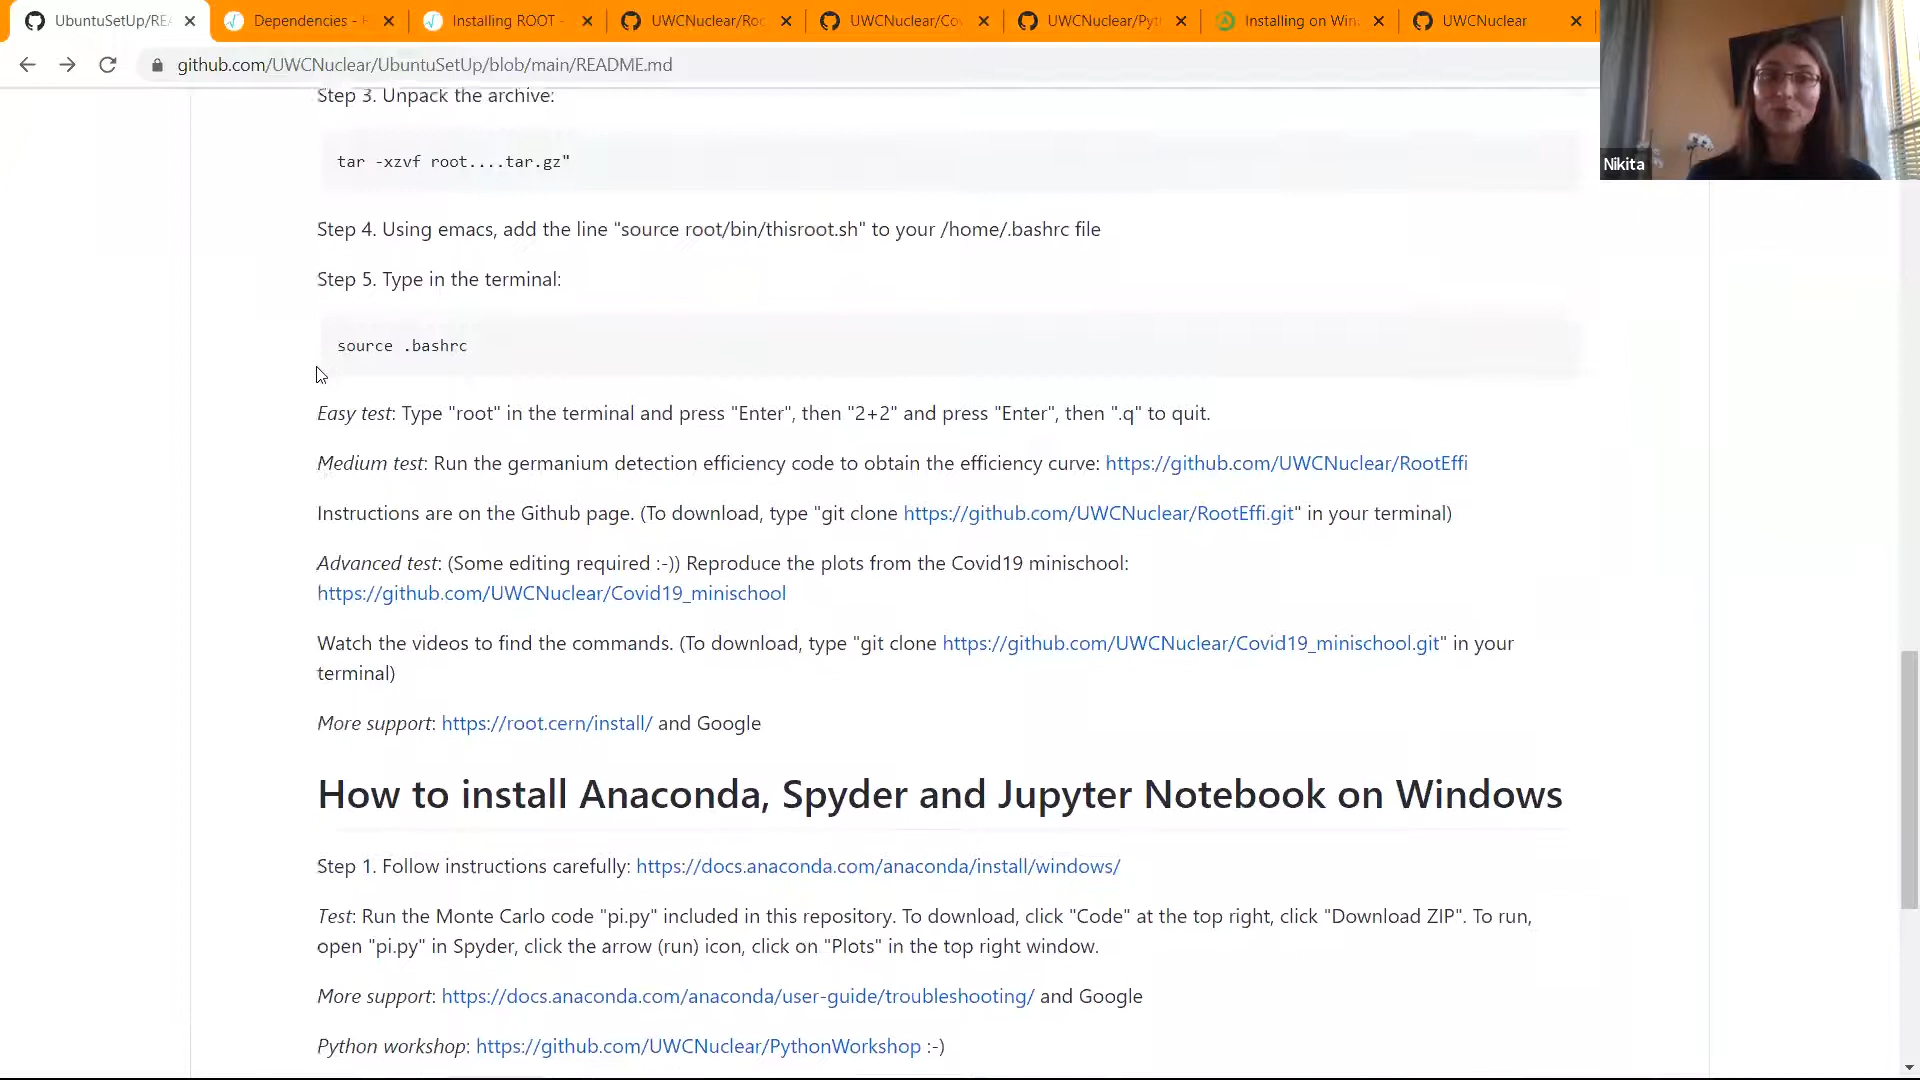 UbuntuSetUp/REA
Dependencies -
Installing ROOT -
UWCNuclear/Roo
UWCNuclear/Cov
UWCNuclear/Pyth
Installing on Win
UWCNuclear
github.com/UWCNuclear/UbuntuSetUp/blob/main/README.md
Nikita
Step 3. Unpack the archive:
tar -xzvf root....tar.gz"
Step 4. Using emacs, add the line "source root/bin/thisroot.sh" to your /home/.bashrc file
Step 5. Type in the terminal:
source .bashrc
Easy test: Type "root" in the terminal and press "Enter", then "2+2" and press "Enter", then ".q" to quit.
Medium test: Run the germanium detection efficiency code to obtain the efficiency curve: https://github.com/UWCNuclear/RootEffi
Instructions are on the Github page. (To download, type "git clone https://github.com/UWCNuclear/RootEffi.git" in your terminal)
Advanced test: (Some editing required :-)) Reproduce the plots from the Covid19 minischool:
https://github.com/UWCNuclear/Covid19_minischool
Watch the videos to find the commands. (To download, type "git clone https://github.com/UWCNuclear/Covid19_minischool.git" in your
terminal)
More support: https://root.cern/install/ and Google
How to install Anaconda, Spyder and Jupyter Notebook on Windows
Step 1. Follow instructions carefully: https://docs.anaconda.com/anaconda/install/windows/
Test: Run the Monte Carlo code "pi.py" included in this repository. To download, click "Code" at the top right, click "Download ZIP". To run,
open "pi.py" in Spyder, click the arrow (run) icon, click on "Plots" in the top right window.
More support: https://docs.anaconda.com/anaconda/user-guide/troubleshooting/ and Google
Python workshop: https://github.com/UWCNuclear/PythonWorkshop :-)